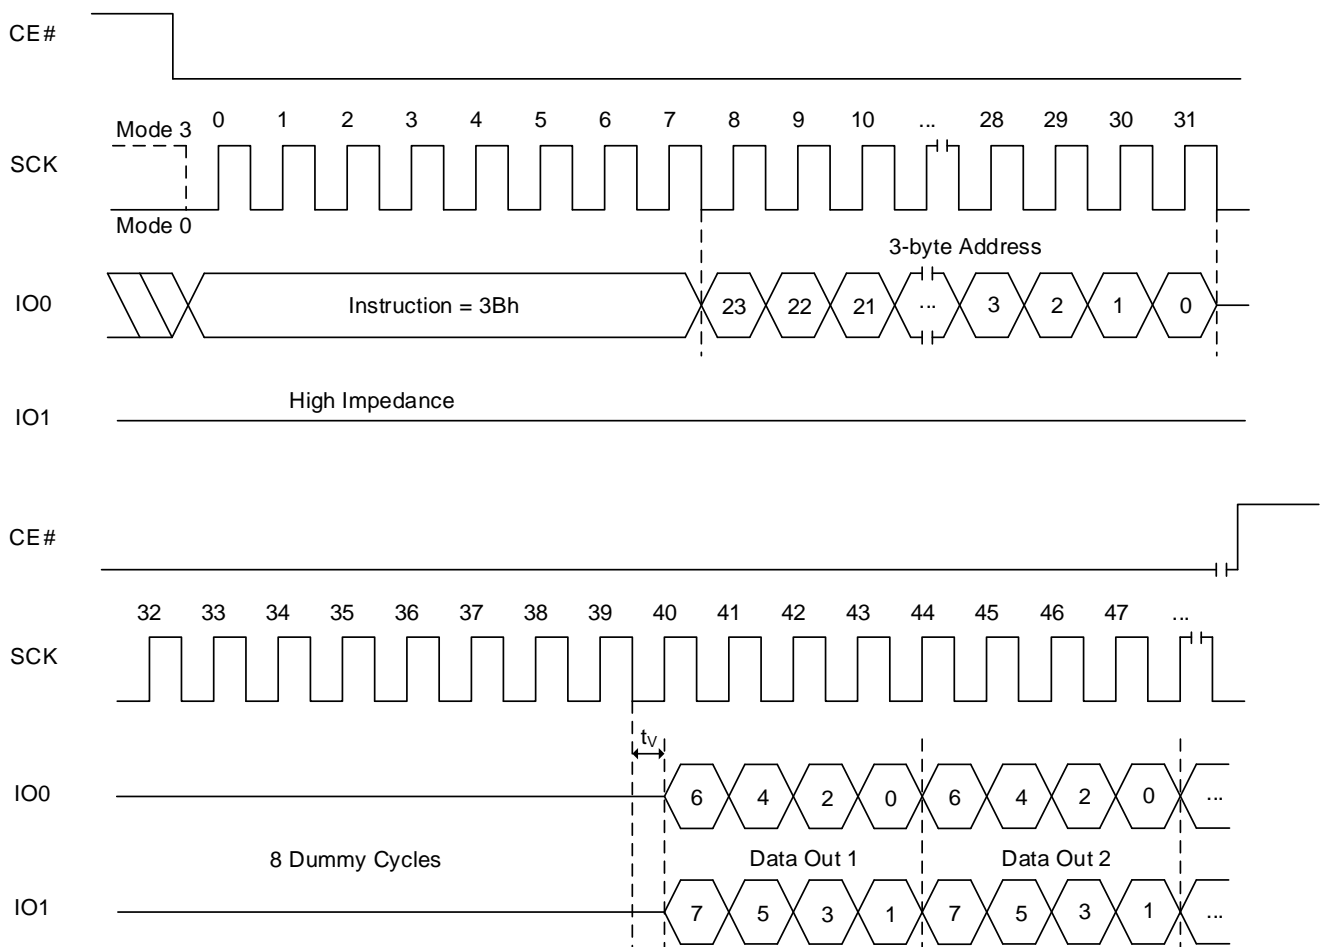 CE#
Mode 3 0 1 2 3 4 5 6 7 8 9 10 ... 28 29 30 31
SCK
Mode 0
3-byte Address
IO0 Instruction = 3Bh 23 22 21 ... 3 2 1 0
High Impedance
IO1
CE#
32 33 34 35 36 37 38 39 40 41 42 43 44 45 46 47 ...
SCK
tV
IO0 6 4 2 0 6 4 2 0 ...
8 Dummy Cycles Data Out 1 Data Out 2
IO1 7 5 3 1 7 5 3 1 ...